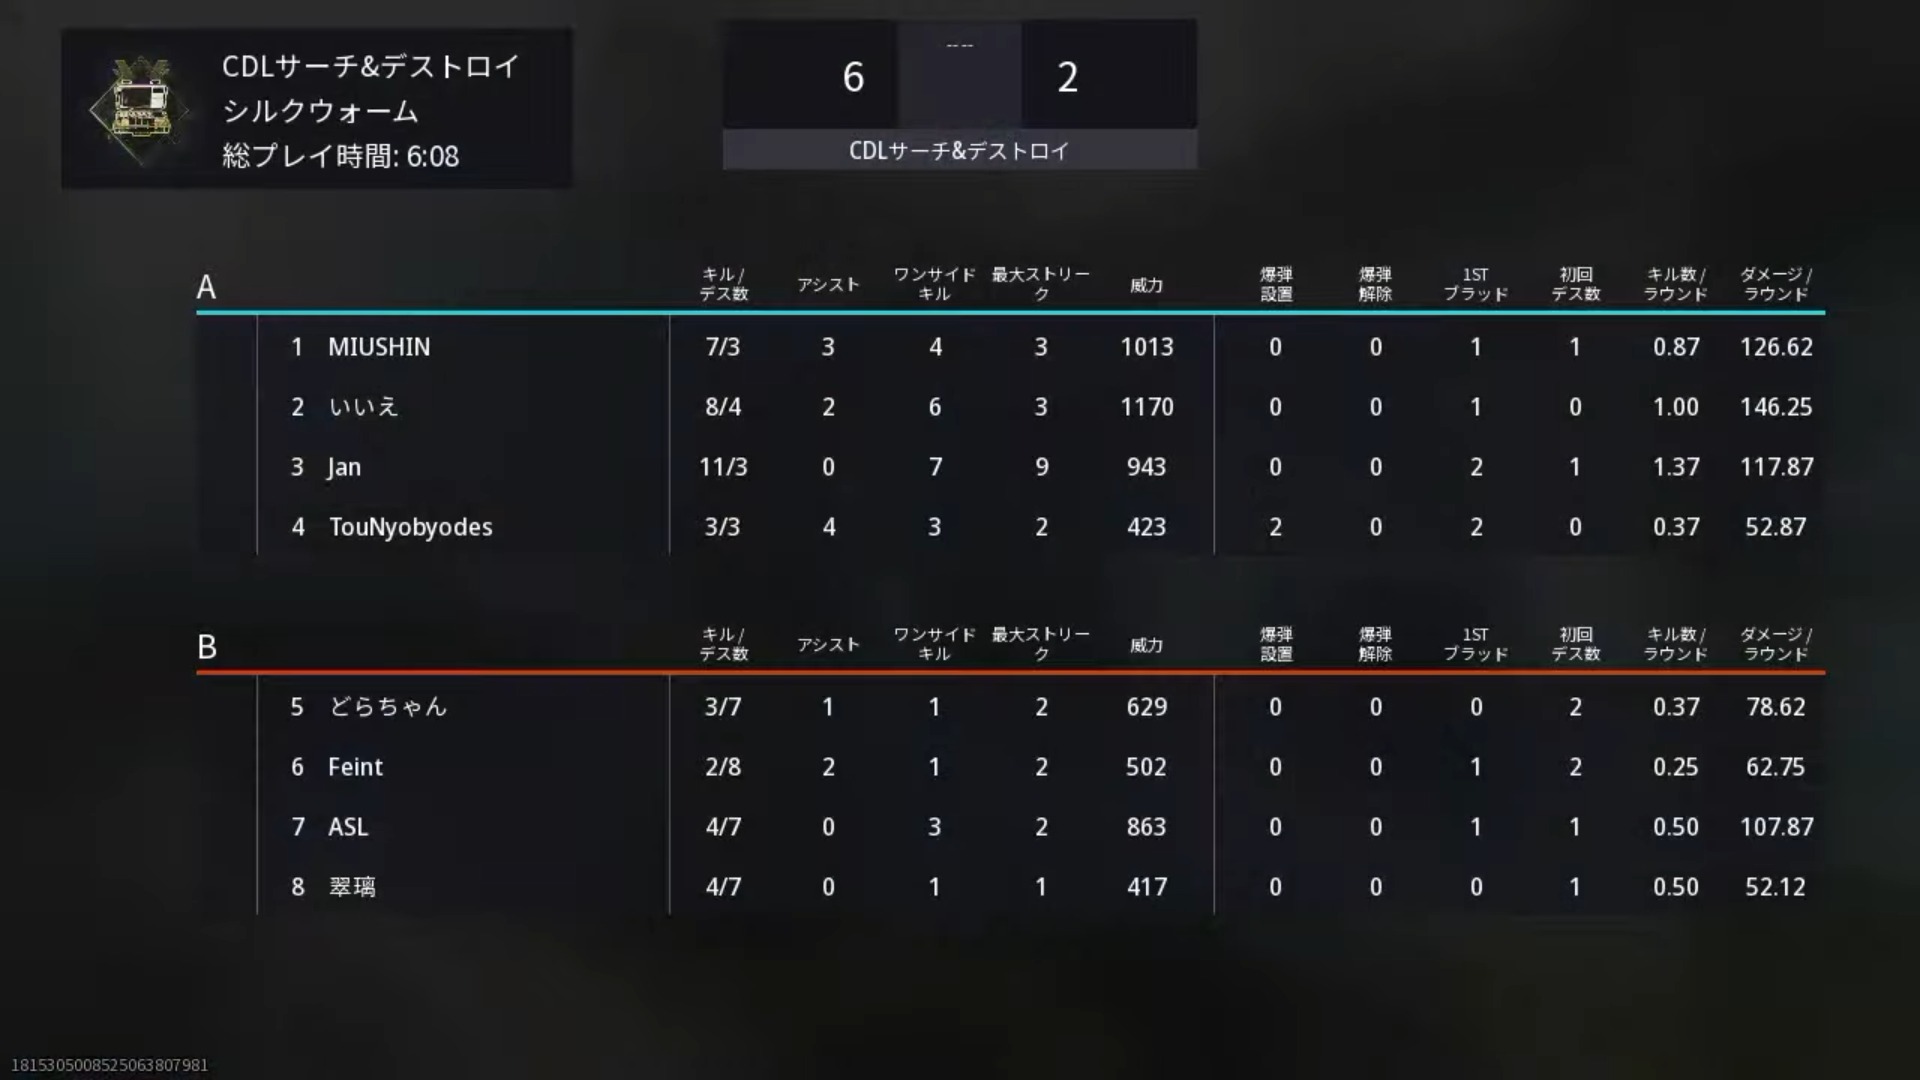 CDLサーチ&デストロイ
シルクウォーム
総プレイ時間: 6:08
6 ---- 2
CDLサーチ&デストロイ
A キル / デス数 アシスト ワンサイドキル 最大ストリーク 威力 爆弾設置 爆弾解除 1STブラッド 初回デス数 キル数 / ラウンド ダメージ / ラウンド
1 MIUSHIN 7/3 3 4 3 1013 0 0 1 1 0.87 126.62
2 いいえ 8/4 2 6 3 1170 0 0 1 0 1.00 146.25
3 Jan 11/3 0 7 9 943 0 0 2 1 1.37 117.87
4 TouNyobyodes 3/3 4 3 2 423 2 0 2 0 0.37 52.87
B キル / デス数 アシスト ワンサイドキル 最大ストリーク 威力 爆弾設置 爆弾解除 1STブラッド 初回デス数 キル数 / ラウンド ダメージ / ラウンド
5 どらちゃん 3/7 1 1 2 629 0 0 0 2 0.37 78.62
6 Feint 2/8 2 1 2 502 0 0 1 2 0.25 62.75
7 ASL 4/7 0 3 2 863 0 0 1 1 0.50 107.87
8 翠璃 4/7 0 1 1 417 0 0 0 1 0.50 52.12
1815305008525063807981